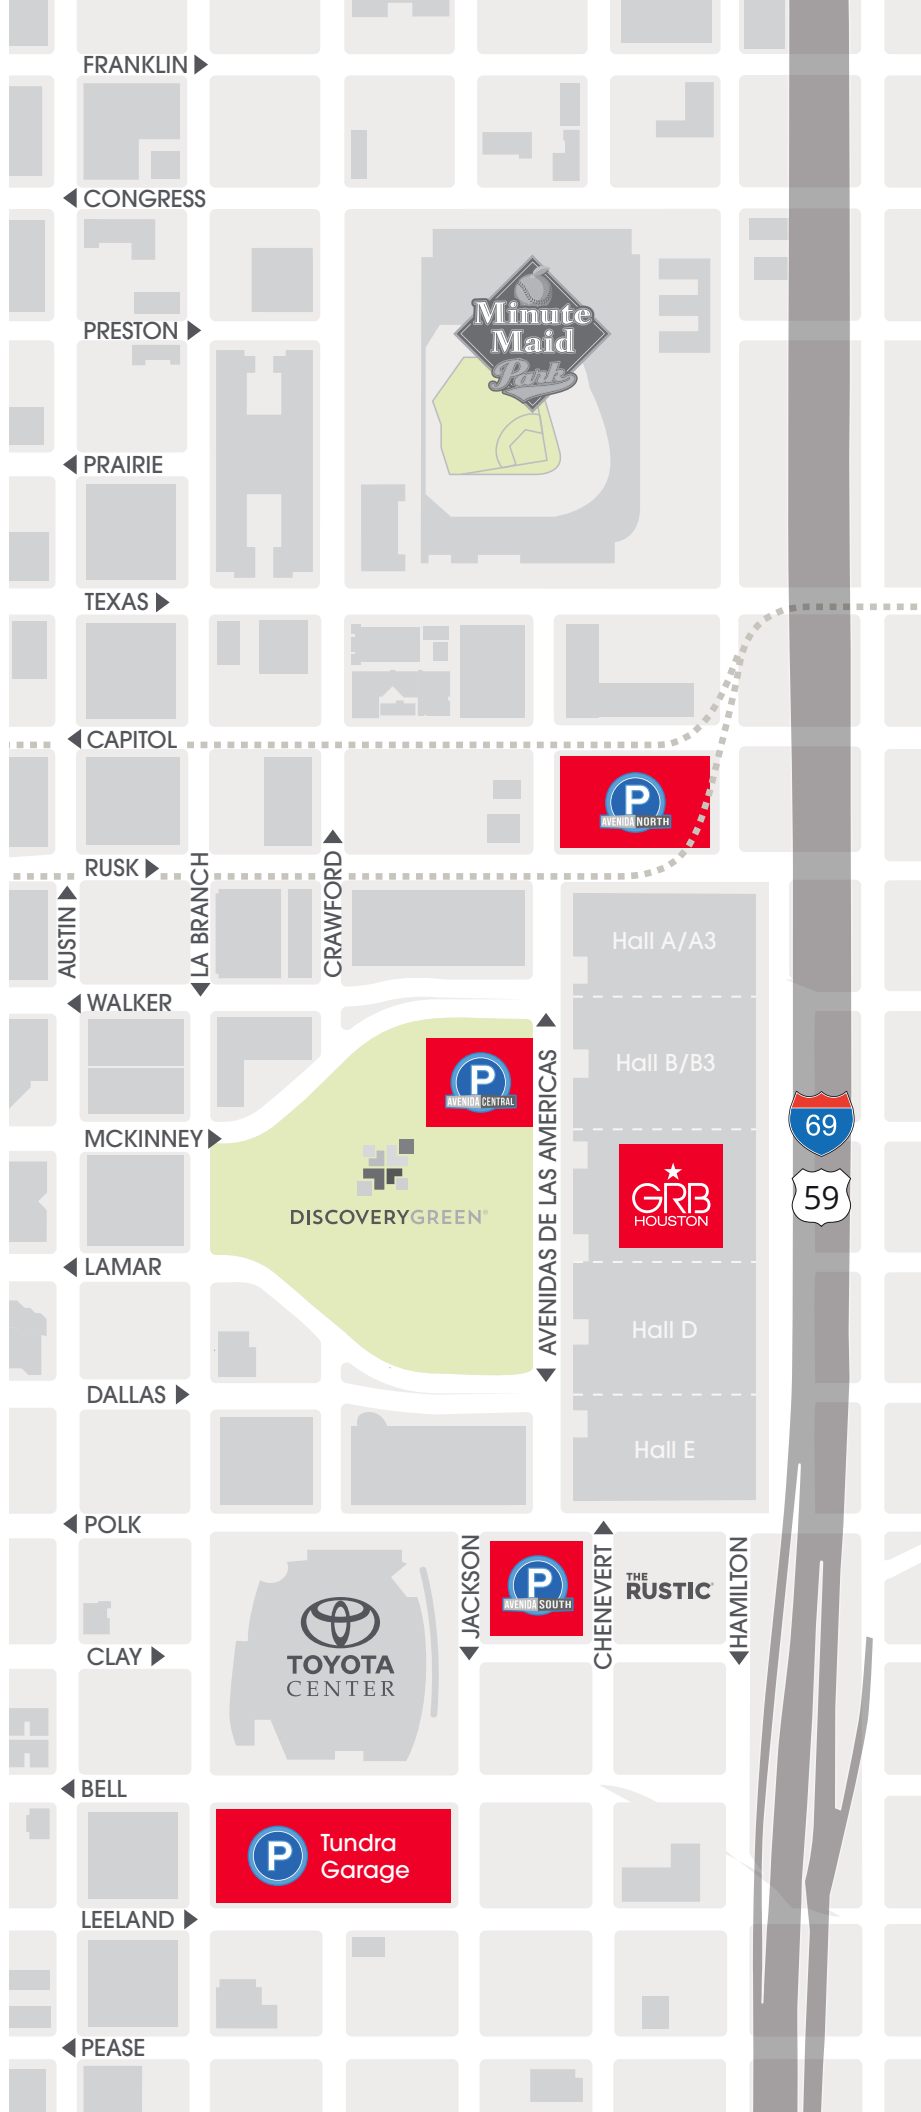 FRANKLIN
CONGRESS
Minute
Maid
Park
PRESTON
PRAIRIE
TEXAS
CAPITOL
P
AVENIDA NORTH
RUSK
AUSTIN
LA BRANCH
CRAWFORD
Hall A/A3
WALKER
Hall B/B3
P
AVENIDA CENTRAL
AVENIDAS DE LAS AMERICAS
69
MCKINNEY
GRB
HOUSTON
59
DISCOVERYGREEN®
LAMAR
Hall D
DALLAS
Hall E
POLK
JACKSON
P
AVENIDA SOUTH
CHENEVERT
THE
RUSTIC
HAMILTON
TOYOTA
CENTER
CLAY
BELL
P
Tundra
Garage
LEELAND
PEASE